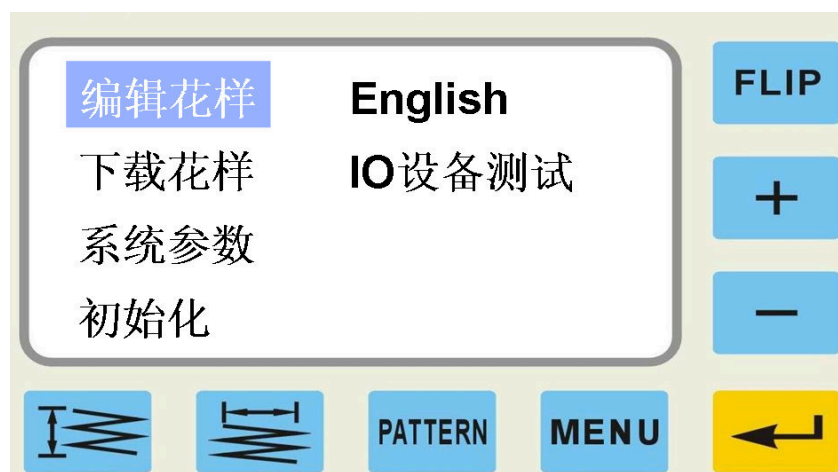 编辑花样 English
下载花样 IO设备测试
系统参数
初始化
FLIP
+
−
PATTERN
MENU